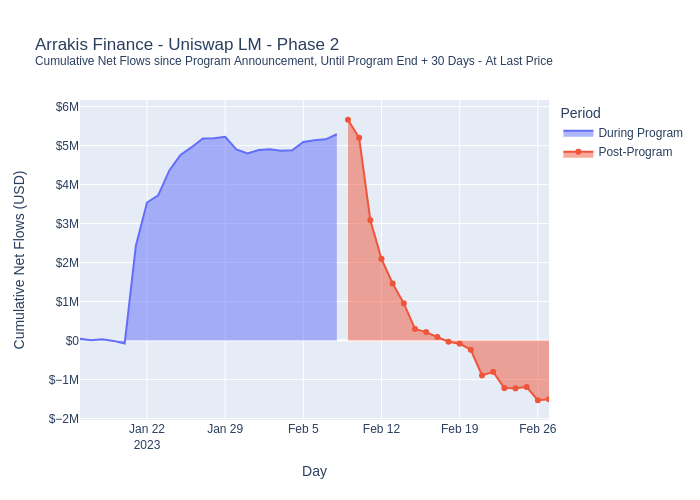 Arrakis Finance - Uniswap LM - Phase 2
Cumulative Net Flows since Program Announcement, Until Program End + 30 Days - At Last Price
Period
During Program
Post-Program
Cumulative Net Flows (USD)
$6M
$5M
$4M
$3M
$2M
$1M
$0
$−1M
$−2M
Jan 22
2023
Jan 29
Feb 5
Feb 12
Feb 19
Feb 26
Day